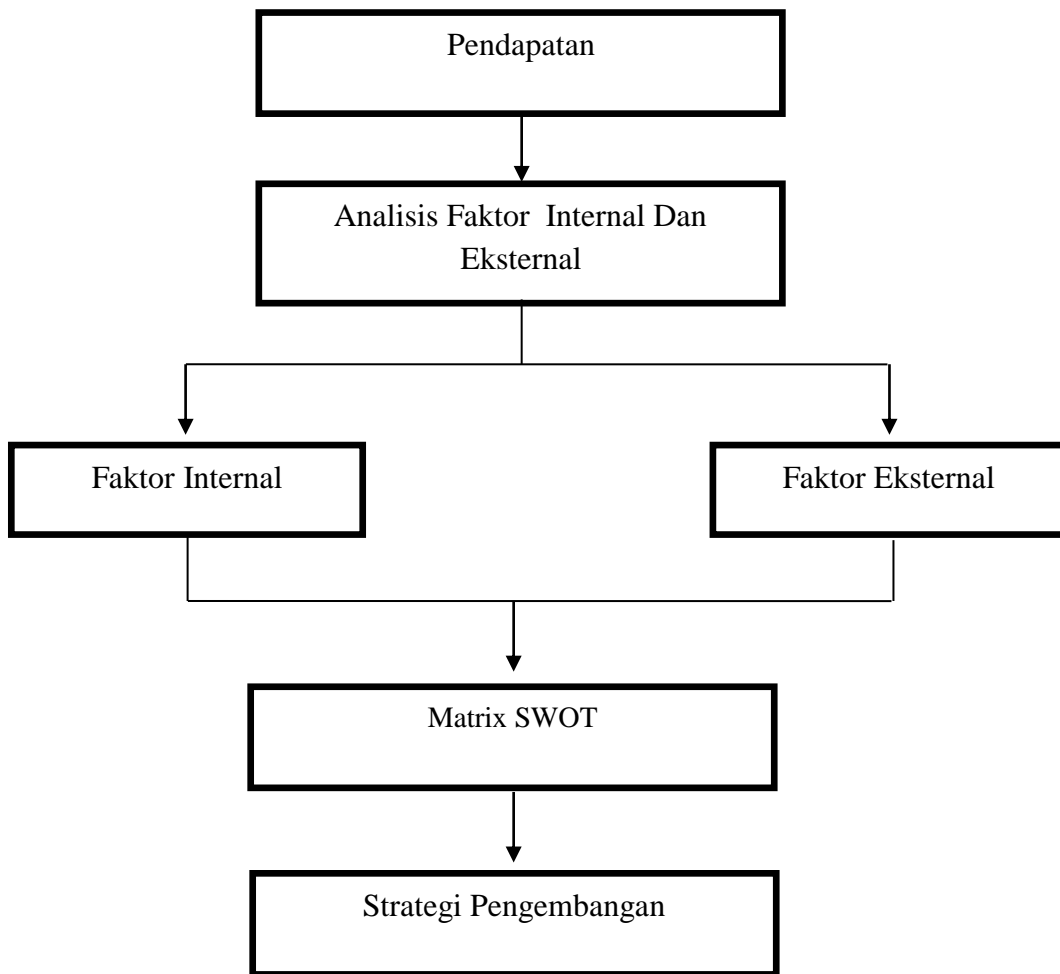 Pendapatan
Analisis Faktor Internal Dan
Eksternal
Faktor Internal
Faktor Eksternal
Matrix SWOT
Strategi Pengembangan